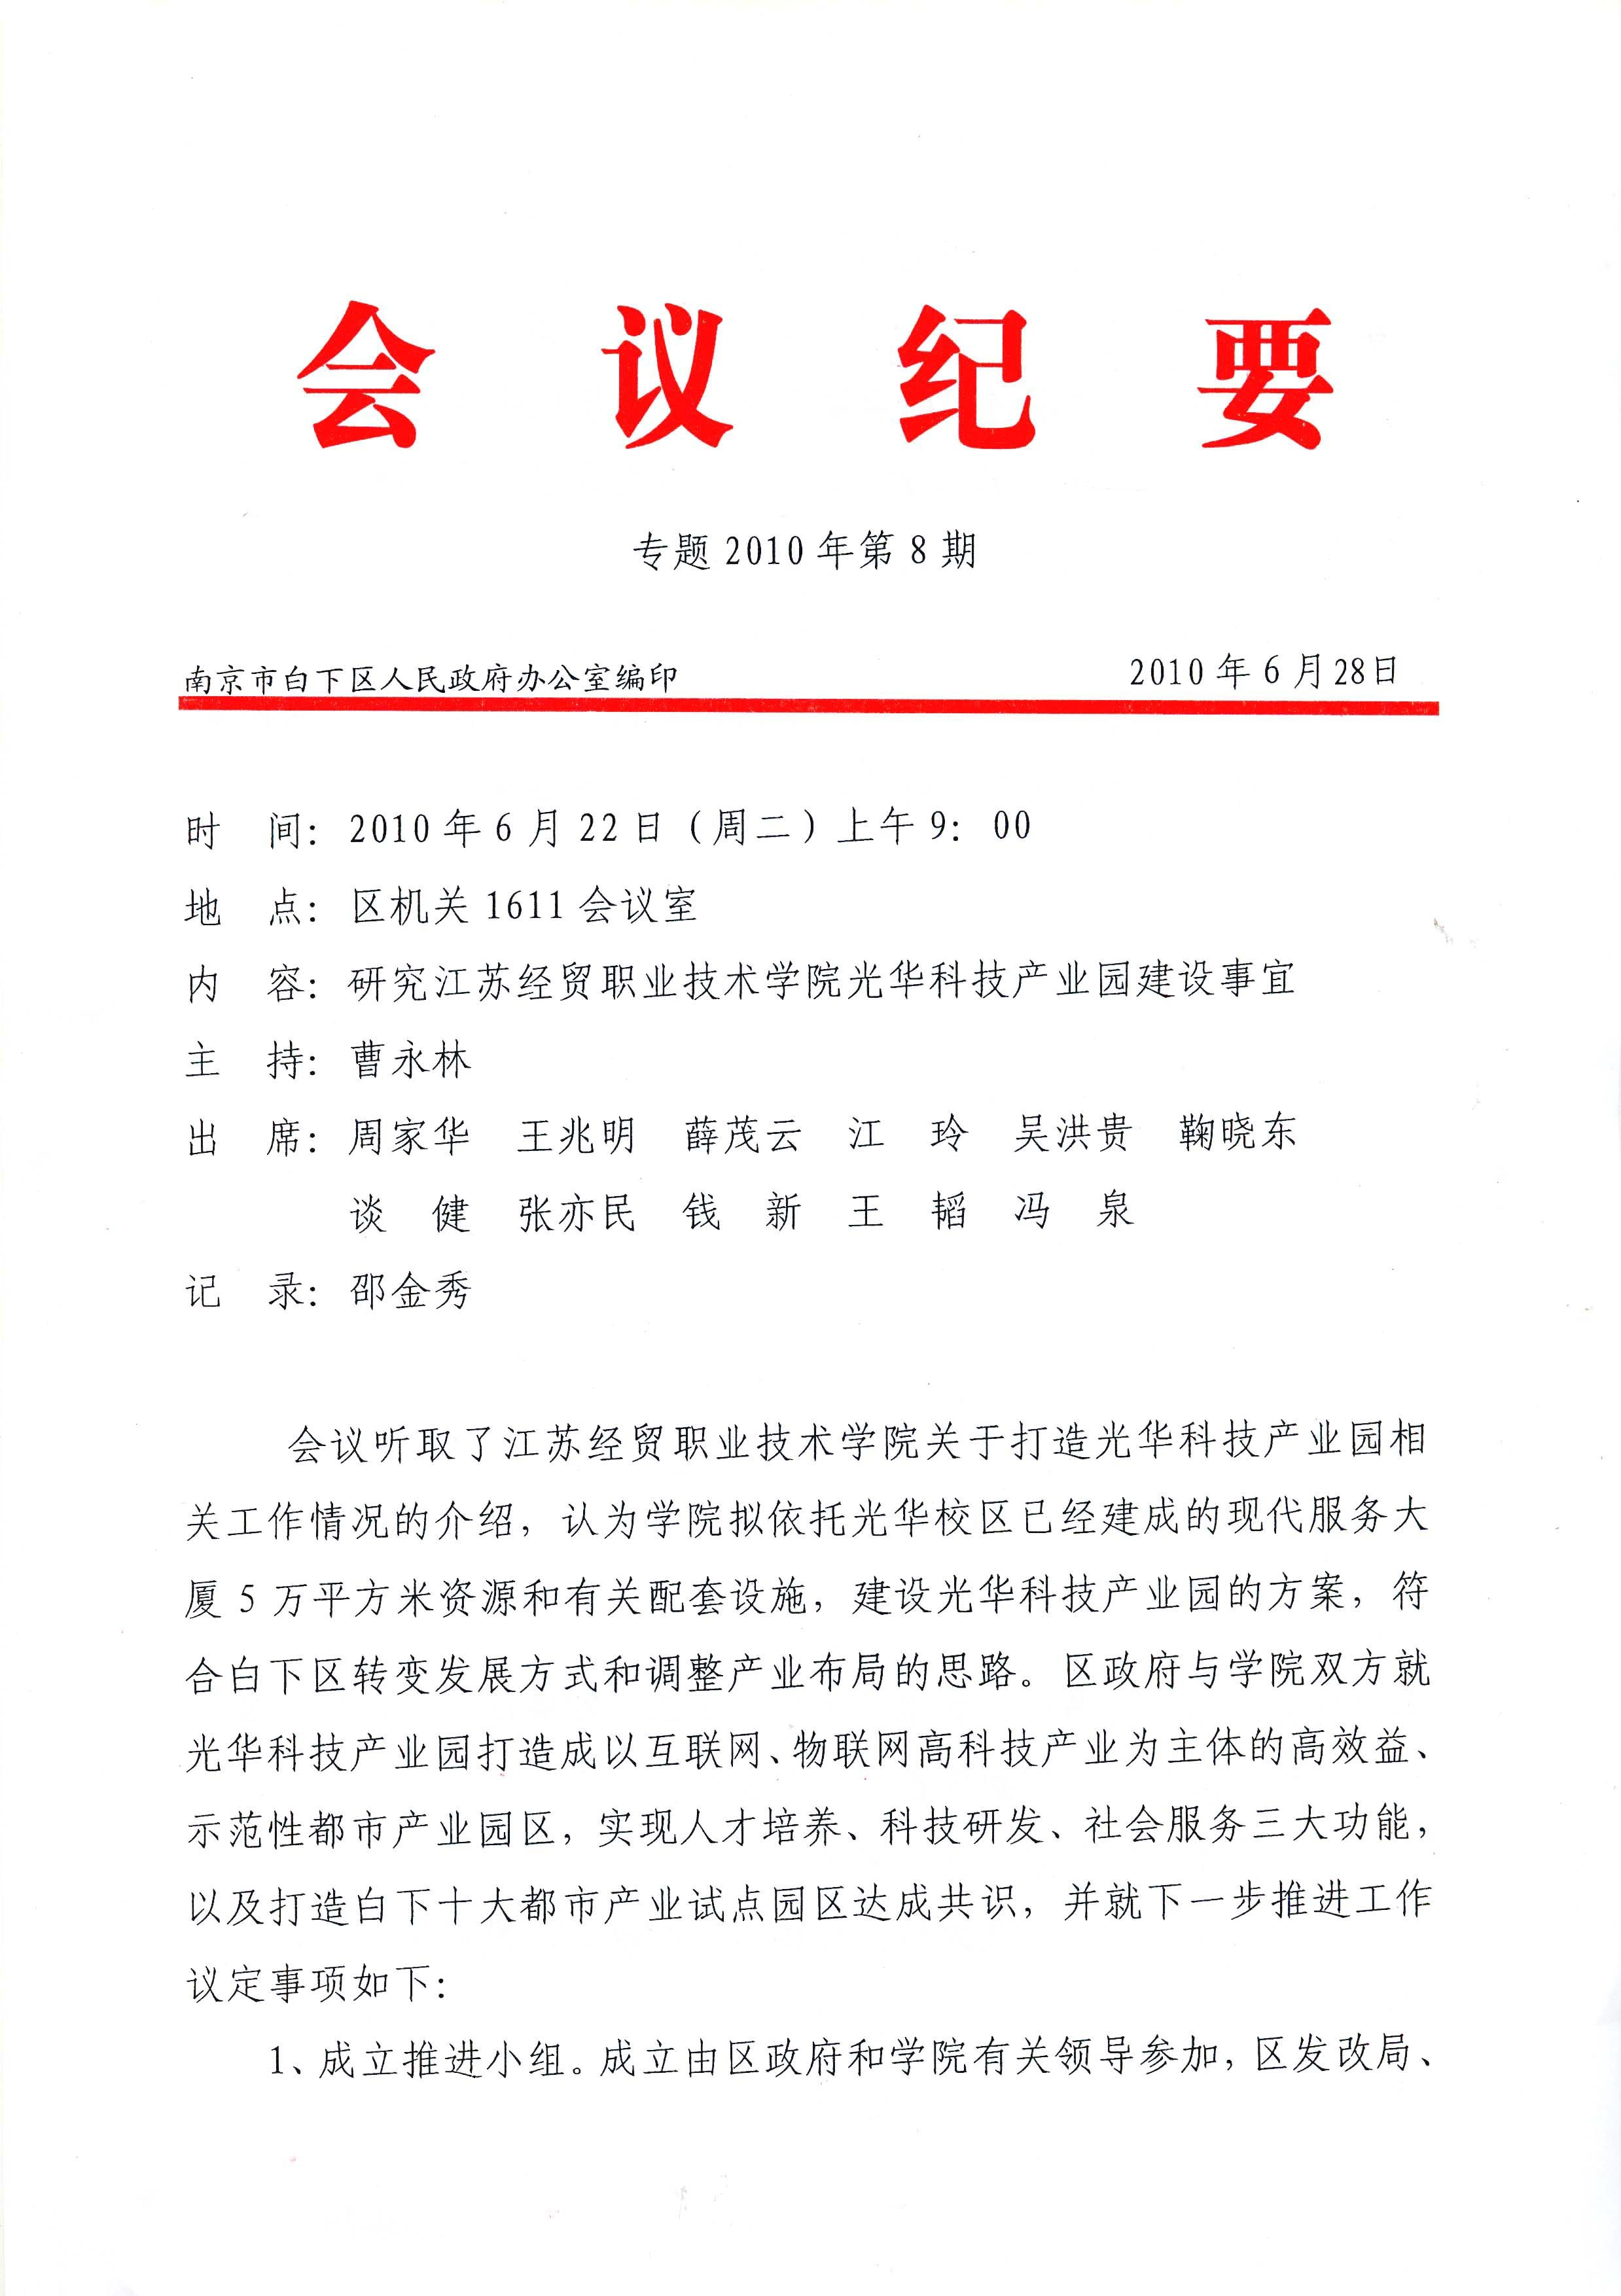 会议纪要
专题2010年第8期
南京市白下区人民政府办公室编印 2010年6月28日
时 间：2010年6月22日（周二）上午9：00
地 点：区机关1611会议室
内 容：研究江苏经贸职业技术学院光华科技产业园建设事宜
主 持：曹永林
出 席：周家华 王兆明 薛茂云 江 玲 吴洪贵 鞠晓东
谈 健 张亦民 钱 新 王 韬 冯 泉
记 录：邵金秀
会议听取了江苏经贸职业技术学院关于打造光华科技产业园相
关工作情况的介绍，认为学院拟依托光华校区已经建成的现代服务大
厦5万平方米资源和有关配套设施，建设光华科技产业园的方案，符
合白下区转变发展方式和调整产业布局的思路。区政府与学院双方就
光华科技产业园打造成以互联网、物联网高科技产业为主体的高效益、
示范性都市产业园区，实现人才培养、科技研发、社会服务三大功能，
以及打造白下十大都市产业试点园区达成共识，并就下一步推进工作
议定事项如下：
1、成立推进小组。成立由区政府和学院有关领导参加，区发改局、